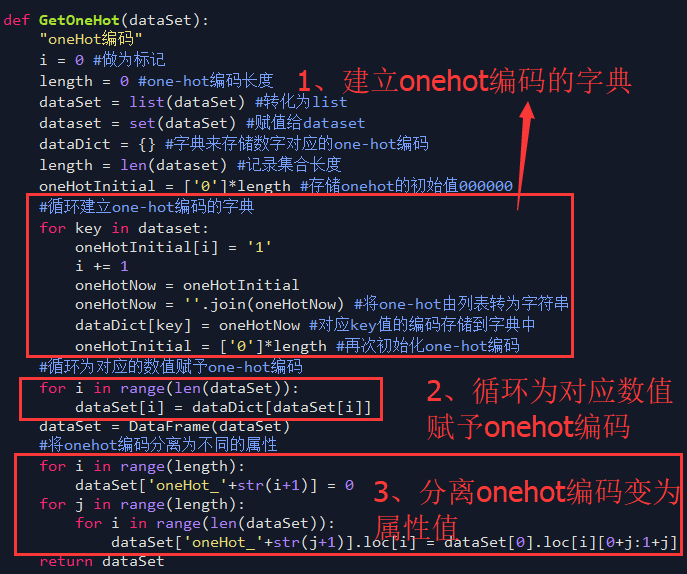 def GetOneHot(dataSet):
    "oneHot编码"
    i = 0 #做为标记
    length = 0 #one-hot编码长度
    dataSet = list(dataSet) #转化为list
    dataset = set(dataSet) #赋值给dataset
    dataDict = {} #字典来存储数字对应的one-hot编码
    length = len(dataset) #记录集合长度
    oneHotInitial = ['0']*length #存储onehot的初始值000000
    #循环建立one-hot编码的字典
    for key in dataset:
        oneHotInitial[i] = '1'
        i += 1
        oneHotNow = oneHotInitial
        oneHotNow = ''.join(oneHotNow) #将one-hot由列表转为字符串
        dataDict[key] = oneHotNow #对应key值的编码存储到字典中
        oneHotInitial = ['0']*length #再次初始化one-hot编码
    #循环为对应的数值赋予one-hot编码
    for i in range(len(dataSet)):
        dataSet[i] = dataDict[dataSet[i]]
    dataSet = DataFrame(dataSet)
    #将onehot编码分离为不同的属性
    for i in range(length):
        dataSet['oneHot_'+str(i+1)] = 0
    for j in range(length):
        for i in range(len(dataSet)):
            dataSet['oneHot_'+str(j+1)].loc[i] = dataSet[0].loc[i][0+j:1+j]
    return dataSet
1、建立onehot编码的字典
2、循环为对应数值
赋予onehot编码
3、分离onehot编码变为
属性值